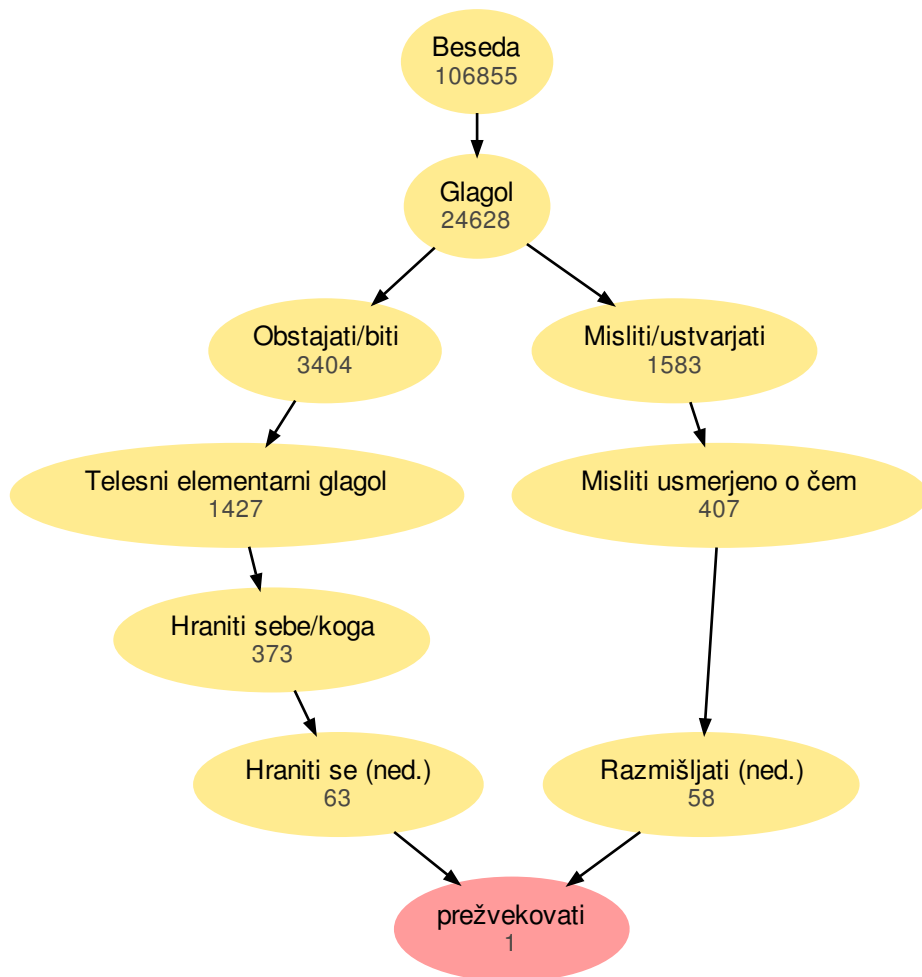 Beseda
106855
Glagol
24628
Obstajati/biti
3404
Misliti/ustvarjati
1583
Telesni elementarni glagol
1427
Misliti usmerjeno o čem
407
Hraniti sebe/koga
373
Hraniti se (ned.)
63
Razmišljati (ned.)
58
prežvekovati
1